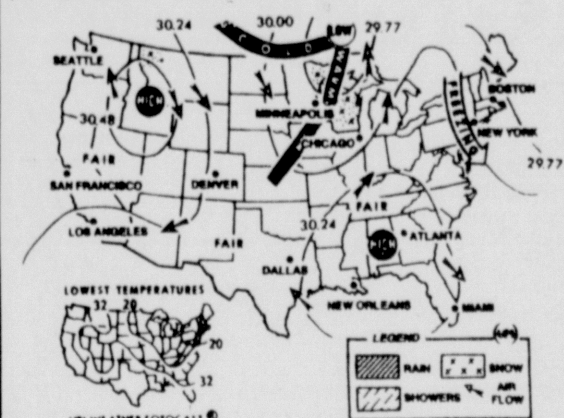 30.24
30.00
29.77
LOW
COLD
WARM
SEATTLE
HIGH
30.48
FAIR
SAN FRANCISCO
LOS ANGELES
DENVER
MINNEAPOLIS
CHICAGO
BOSTON
FREEZING
NEW YORK
29.77
FAIR
30.24
FAIR
HIGH
ATLANTA
DALLAS
NEW ORLEANS
MIAMI
LOWEST TEMPERATURES
32 20
20
32
LEGEND
UPI
RAIN
SNOW
SHOWERS
AIR
FLOW